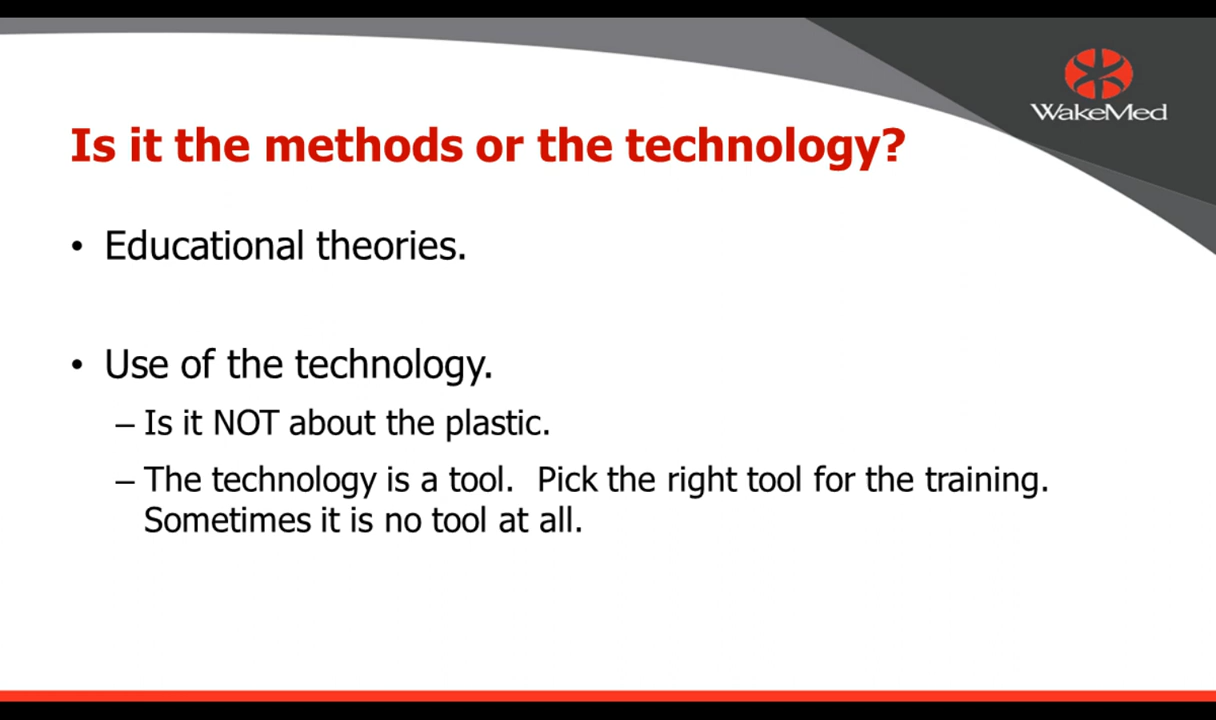 WakeMed
Is it the methods or the technology?
• Educational theories.
• Use of the technology.
– Is it NOT about the plastic.
– The technology is a tool.  Pick the right tool for the training.
Sometimes it is no tool at all.